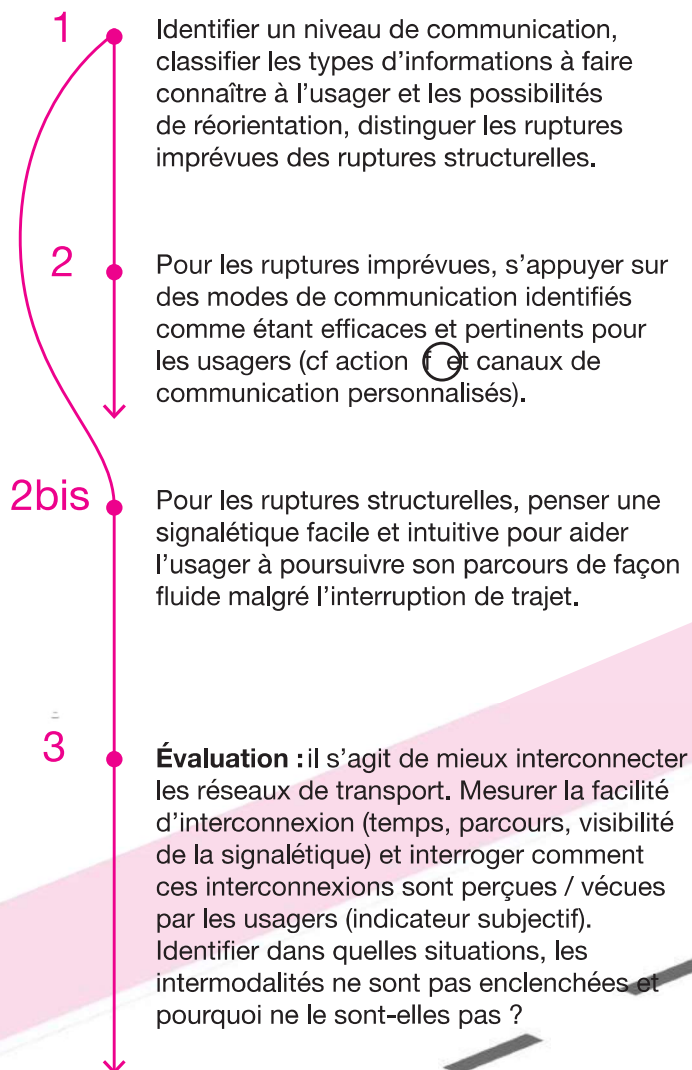 1
Identifier un niveau de communication,
classifier les types d’informations à faire
connaître à l’usager et les possibilités
de réorientation, distinguer les ruptures
imprévues des ruptures structurelles.
2
Pour les ruptures imprévues, s’appuyer sur
des modes de communication identifiés
comme étant efficaces et pertinents pour
les usagers (cf action f et canaux de
communication personnalisés).
2bis
Pour les ruptures structurelles, penser une
signalétique facile et intuitive pour aider
l’usager à poursuivre son parcours de façon
fluide malgré l’interruption de trajet.
3
Évaluation : il s’agit de mieux interconnecter
les réseaux de transport. Mesurer la facilité
d’interconnexion (temps, parcours, visibilité
de la signalétique) et interroger comment
ces interconnexions sont perçues / vécues
par les usagers (indicateur subjectif).
Identifier dans quelles situations, les
intermodalités ne sont pas enclenchées et
pourquoi ne le sont-elles pas ?